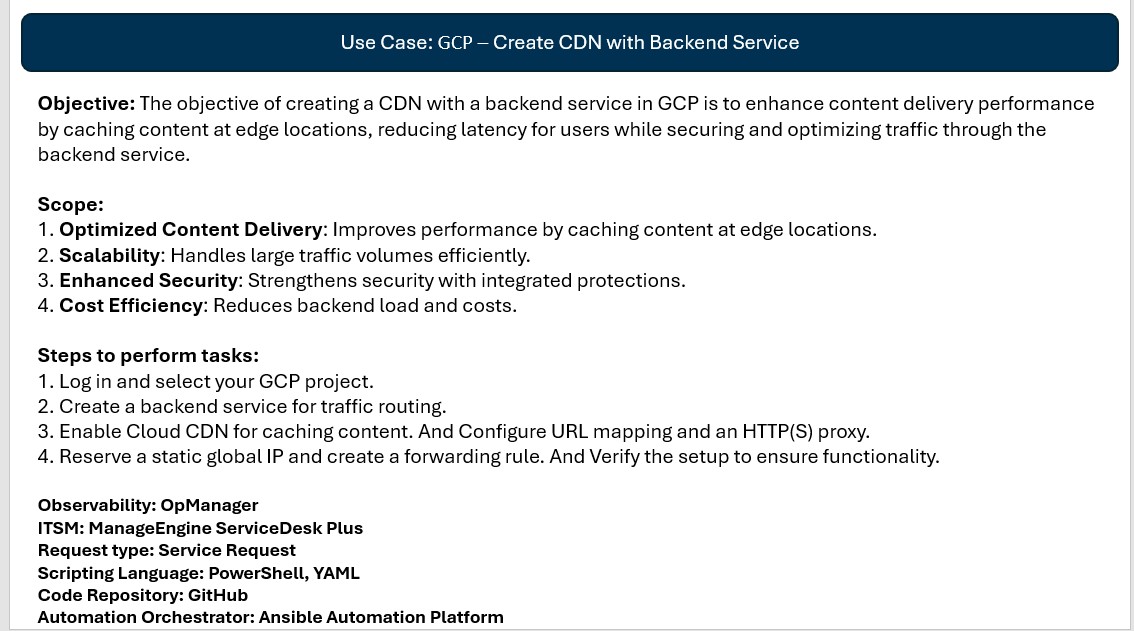 Use Case: GCP – Create CDN with Backend Service
Objective: The objective of creating a CDN with a backend service in GCP is to enhance content delivery performance
by caching content at edge locations, reducing latency for users while securing and optimizing traffic through the
backend service.
Scope:
1. Optimized Content Delivery: Improves performance by caching content at edge locations.
2. Scalability: Handles large traffic volumes efficiently.
3. Enhanced Security: Strengthens security with integrated protections.
4. Cost Efficiency: Reduces backend load and costs.
Steps to perform tasks:
1. Log in and select your GCP project.
2. Create a backend service for traffic routing.
3. Enable Cloud CDN for caching content. And Configure URL mapping and an HTTP(S) proxy.
4. Reserve a static global IP and create a forwarding rule. And Verify the setup to ensure functionality.
Observability: OpManager
ITSM: ManageEngine ServiceDesk Plus
Request type: Service Request
Scripting Language: PowerShell, YAML
Code Repository: GitHub
Automation Orchestrator: Ansible Automation Platform